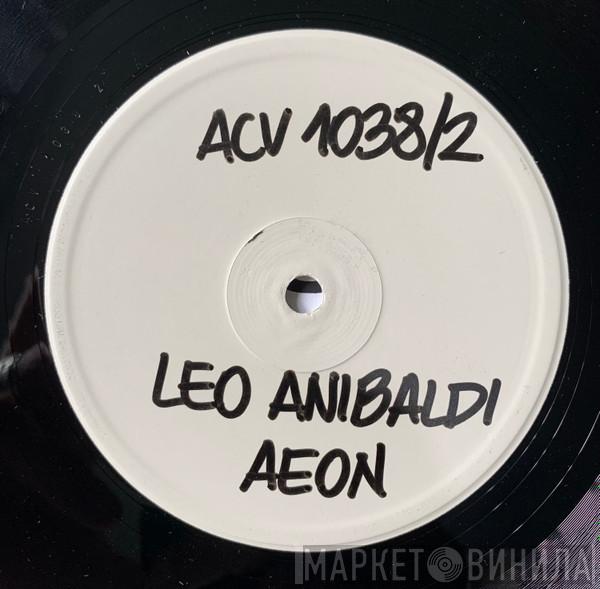 ACV 1038/2
LEO ANIBALDI
AEON
МАРКЕТ ВИНИЛА